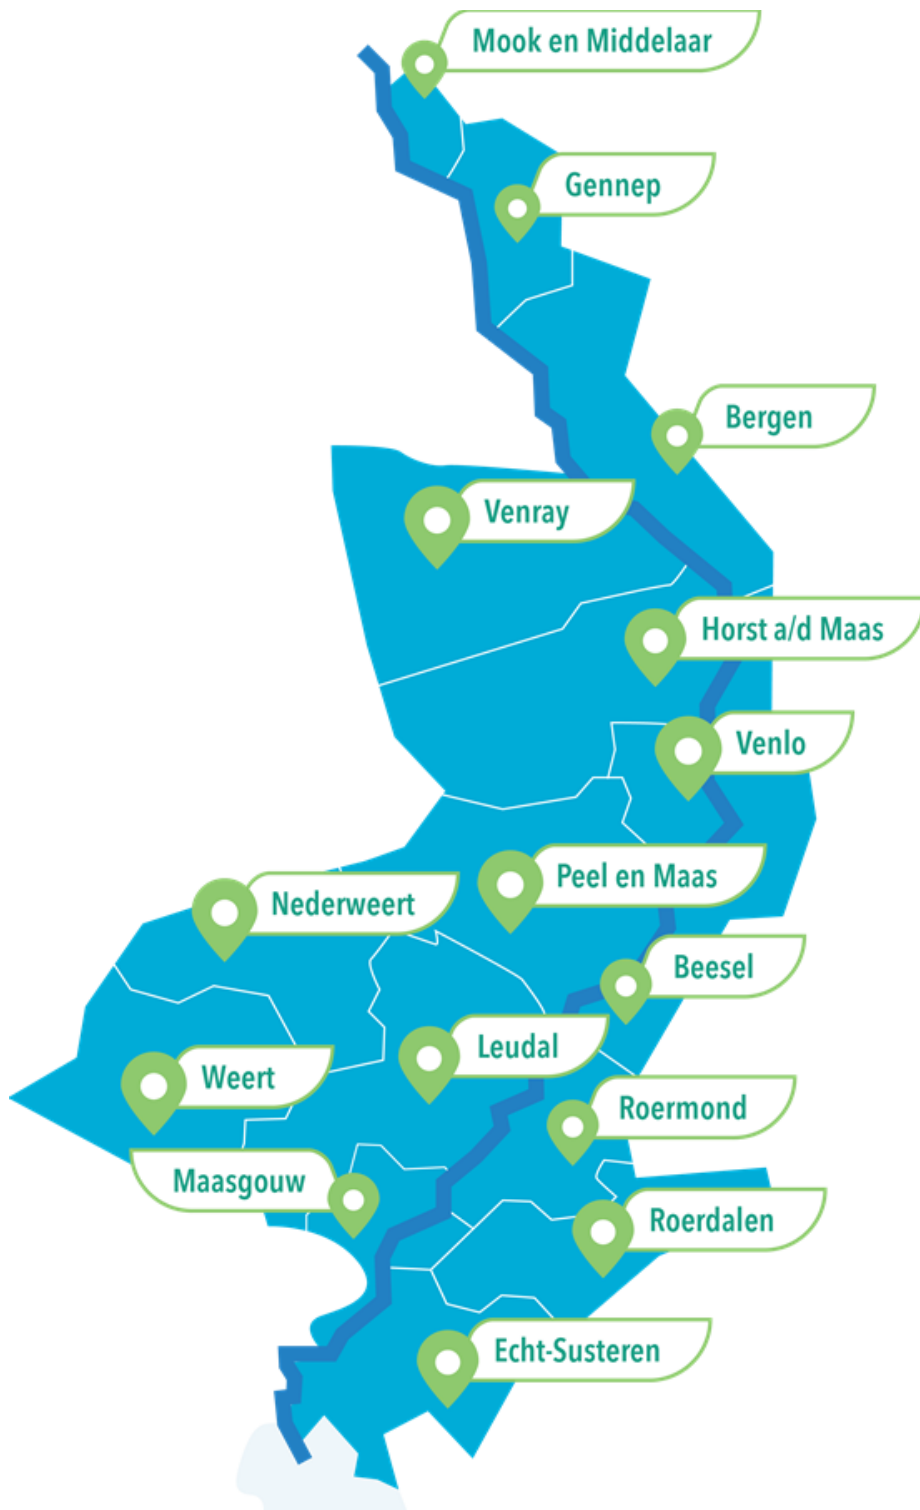 Mook en Middelaar
Gennep
Bergen
Venray
Horst a/d Maas
Venlo
Peel en Maas
Nederweert
Beesel
Leudal
Weert
Roermond
Maasgouw
Roerdalen
Echt-Susteren